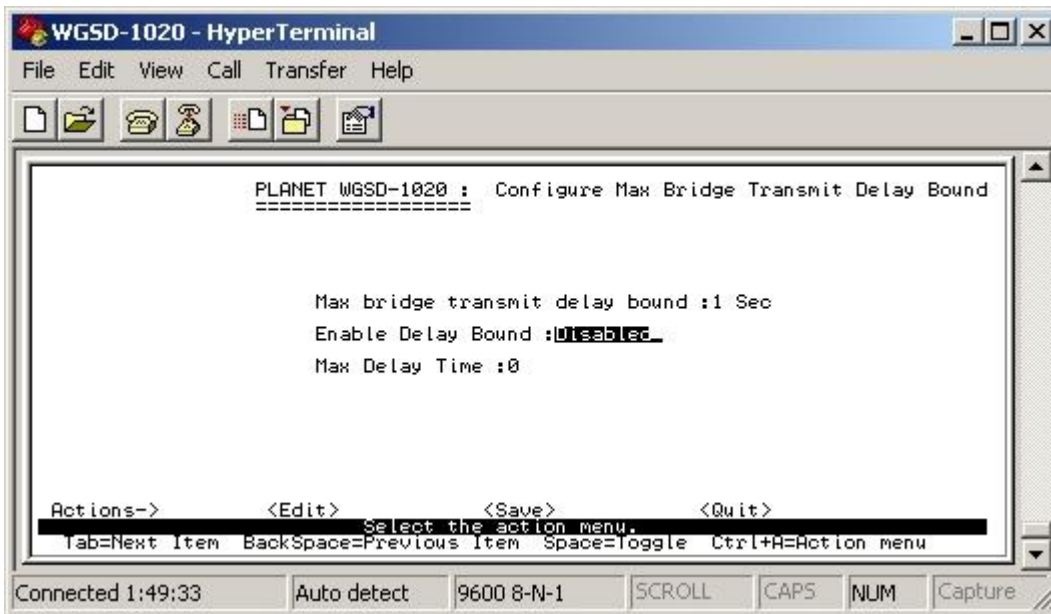 WGSD-1020 - HyperTerminal
File Edit View Call Transfer Help
PLANET WGSD-1020 : Configure Max Bridge Transmit Delay Bound
==================
Max bridge transmit delay bound :1 Sec
Enable Delay Bound :Disabled_
Max Delay Time :0
Actions-> <Edit> <Save> <Quit>
Select the action menu.
Tab=Next Item BackSpace=Previous Item Space=Toggle Ctrl+A=Action menu
Connected 1:49:33 Auto detect 9600 8-N-1 SCROLL CAPS NUM Capture